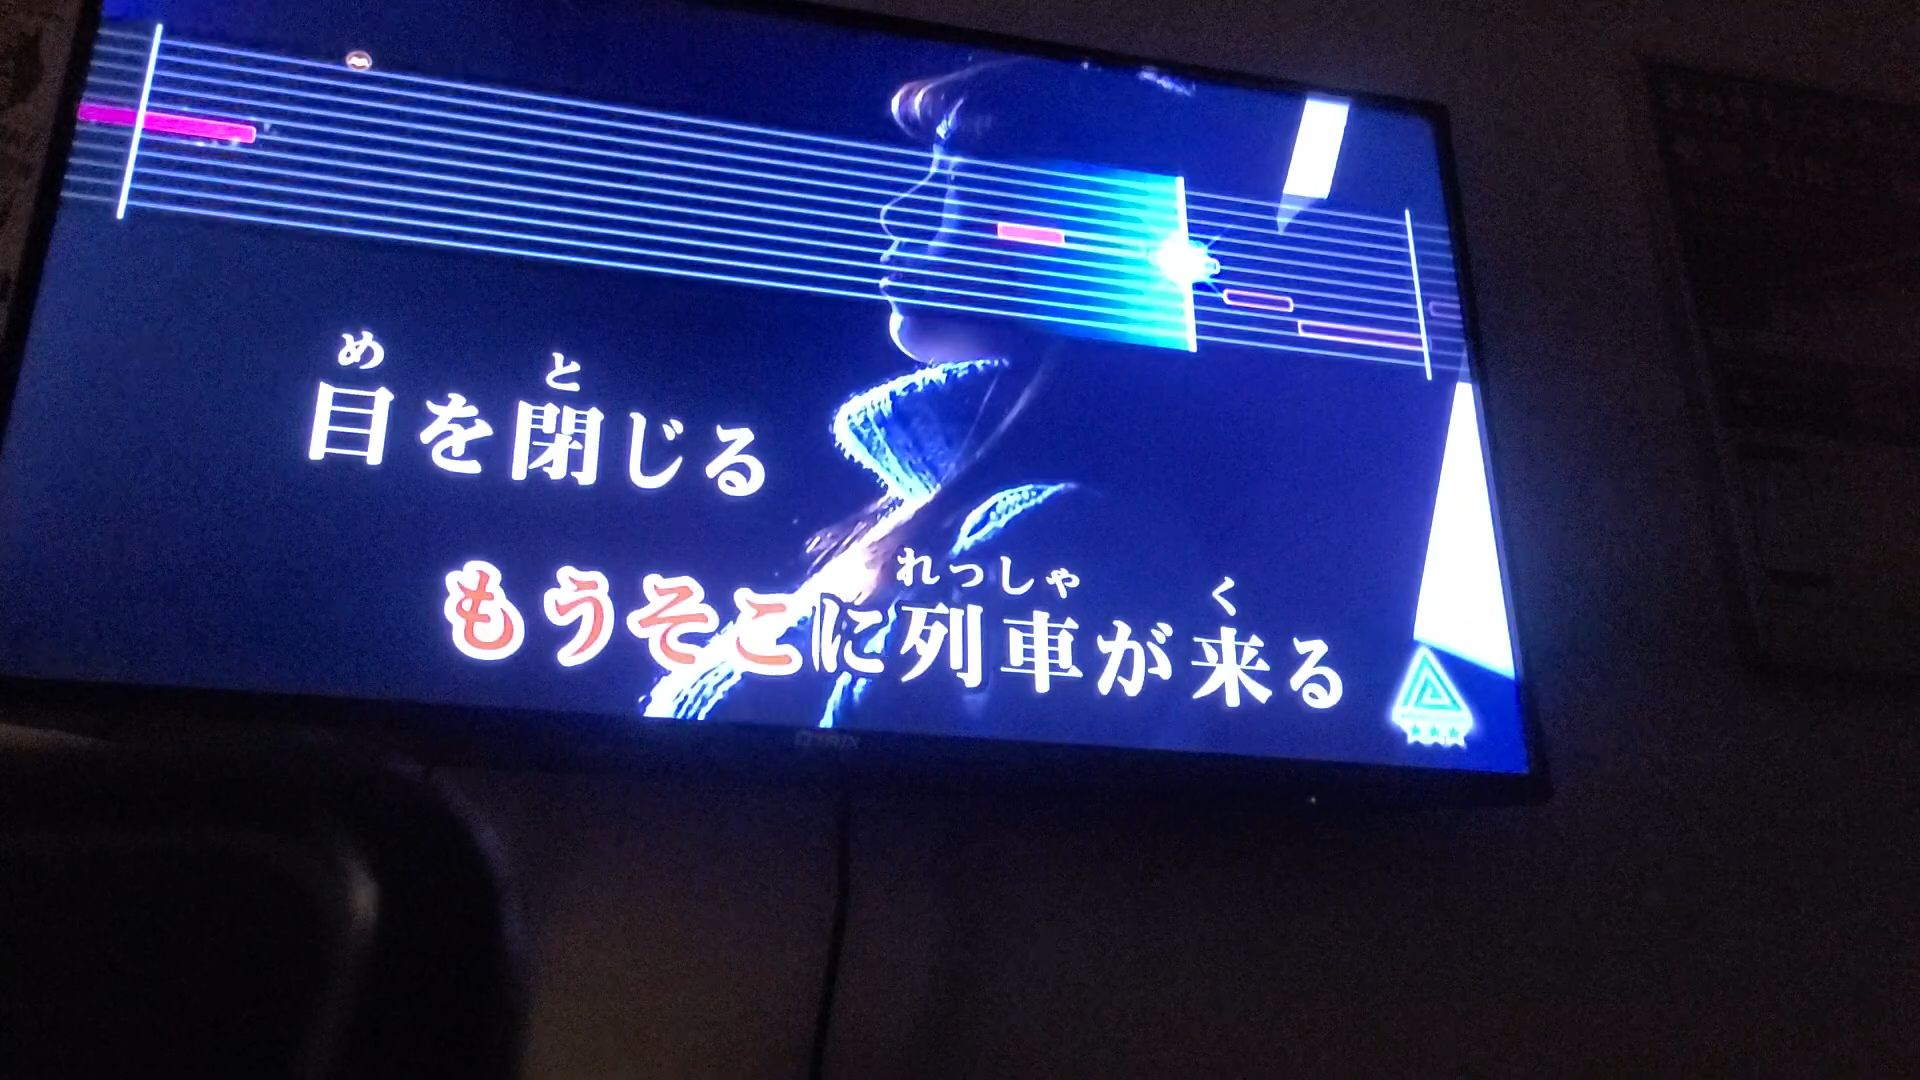 め と
目を閉じる
れっしゃ く
もうそこに列車が来る